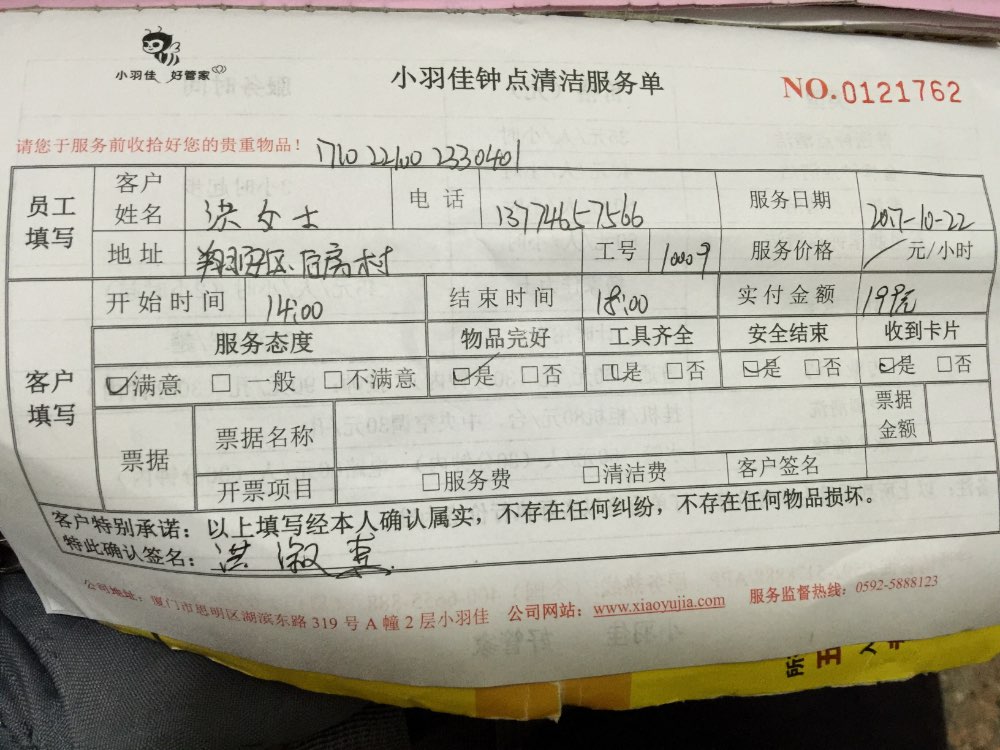 小羽佳 好管家
小羽佳钟点清洁服务单
NO.0121762
请您于服务前收拾好您的贵重物品！
1710221002330401
员工填写
客户姓名 洪女士 电话 13774657566 服务日期 2017-10-22
地址 翔安区后房村 工号 10009 服务价格 元/小时
客户填写
开始时间 14:00 结束时间 18:00 实付金额 199元
服务态度 物品完好 工具齐全 安全结束 收到卡片
☑满意 □一般 □不满意 ☑是 □否 ☑是 □否 ☑是 □否 ☑是 □否
票据 票据名称 票据金额
开票项目 □服务费 □清洁费 客户签名
客户特别承诺：以上填写经本人确认属实，不存在任何纠纷，不存在任何物品损坏。
特此确认签名：洪淑真
公司地址：厦门市思明区湖滨东路319号A幢2层小羽佳 公司网站：www.xiaoyujia.com 服务监督热线：0592-5888123